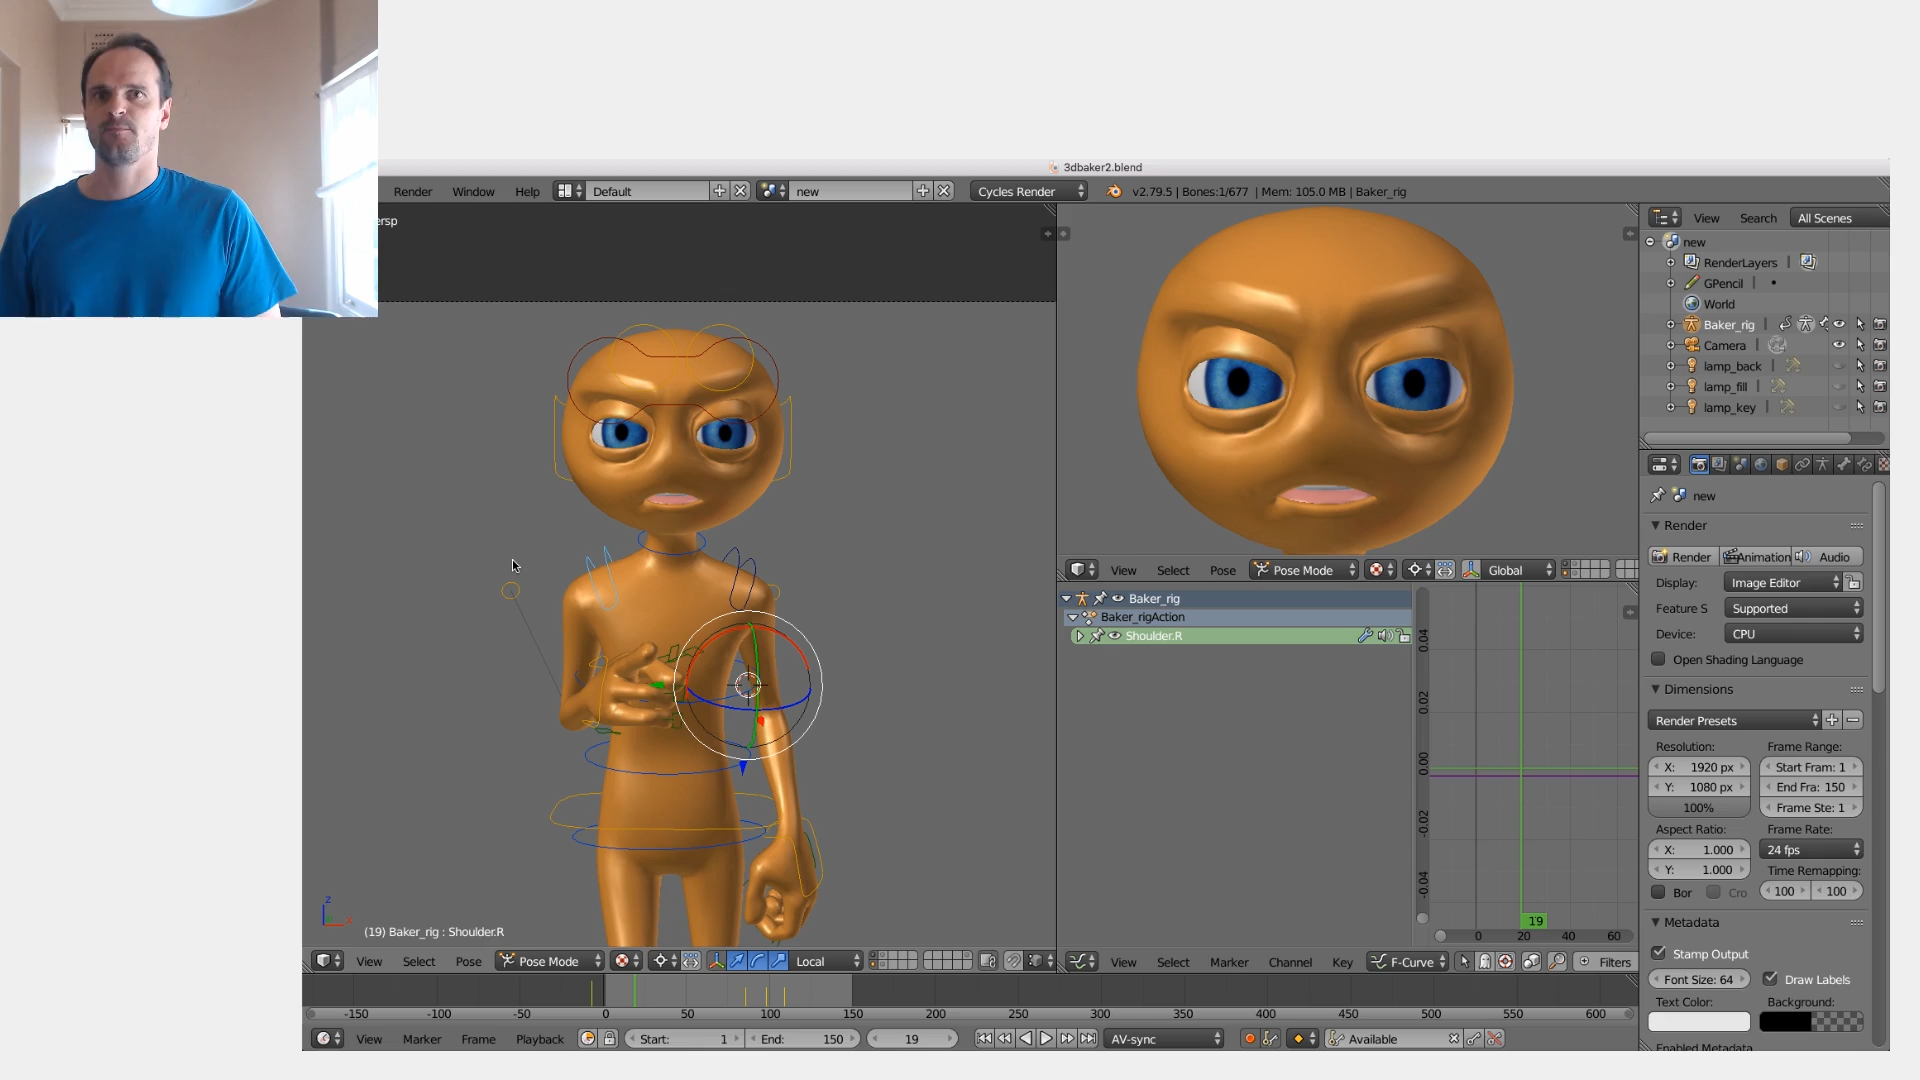 3dbaker2.blend
Render Window Help Default new Cycles Render v2.79.5 | Bones:1/677 | Mem: 105.0 MB | Baker_rig
ersp
View Search All Scenes
new
RenderLayers
GPencil
World
Baker_rig
Camera
lamp_back
lamp_fill
lamp_key
new
Render
Render Animation Audio
Display: Image Editor
Feature S Supported
Device: CPU
Open Shading Language
Dimensions
Render Presets
Resolution: Frame Range:
X: 1920 px Start Fram: 1
Y: 1080 px End Fra: 150
100% Frame Ste: 1
Aspect Ratio: Frame Rate:
X: 1.000 24 fps
Y: 1.000 Time Remapping:
Bor Cro 100 100
Metadata
Stamp Output
Font Size: 64 Draw Labels
Text Color: Background:
Enabled Metadata
View Select Pose Pose Mode Global
Baker_rig
Baker_rigAction
Shoulder.R
0.04
0.02
0.00
-0.02
-0.04
19
0 20 40 60
View Select Marker Channel Key F-Curve Filters
z
x
(19) Baker_rig : Shoulder.R
View Select Pose Pose Mode Local
-150 -100 -50 0 50 100 150 200 250 300 350 400 450 500 550 600
View Marker Frame Playback Start: 1 End: 150 19 AV-sync Available